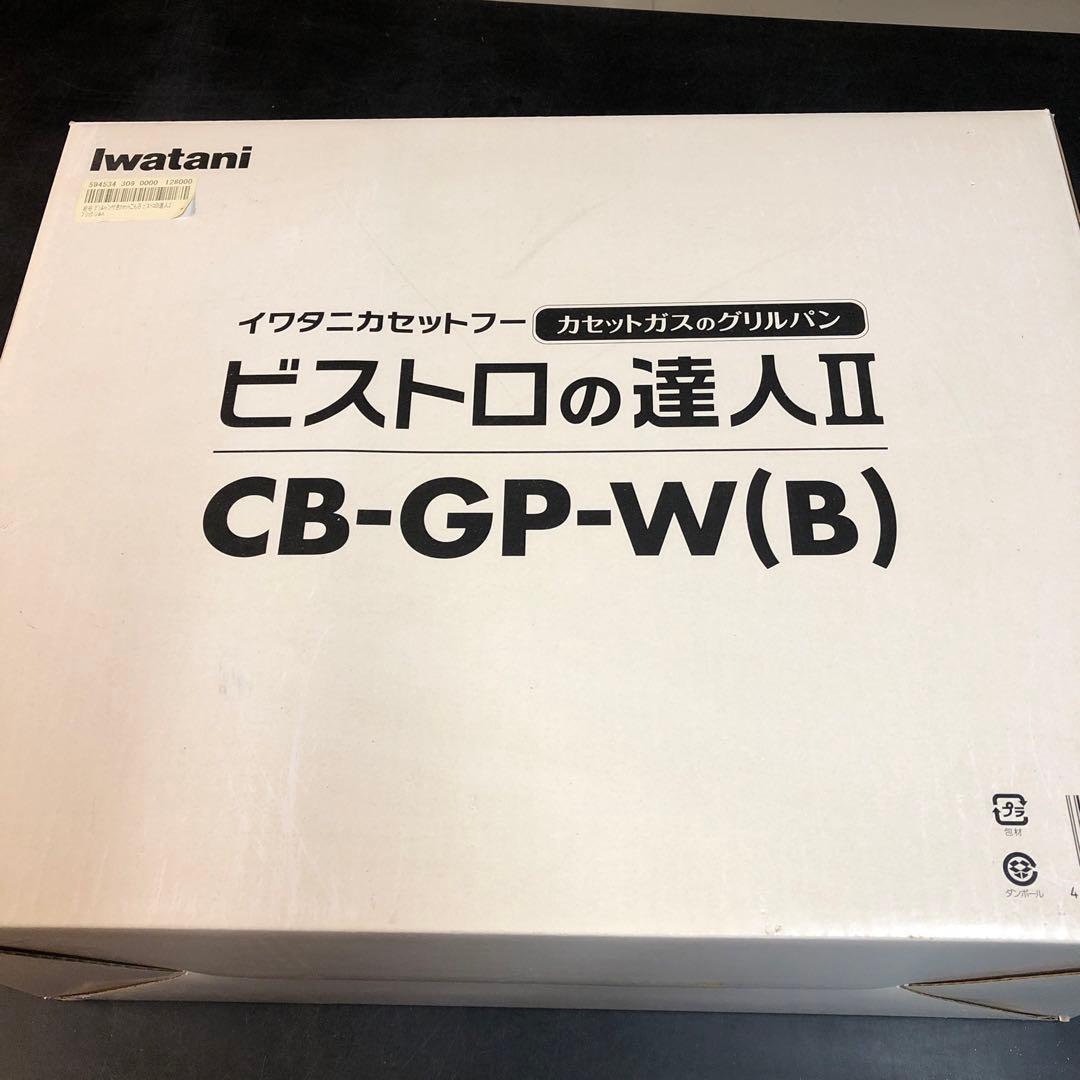 Iwatani
594534 309 0000 128000
イワタニカセットフー カセットガスのグリルパン
ビストロの達人II
CB-GP-W(B)
プラ
包材
ダンボール
4